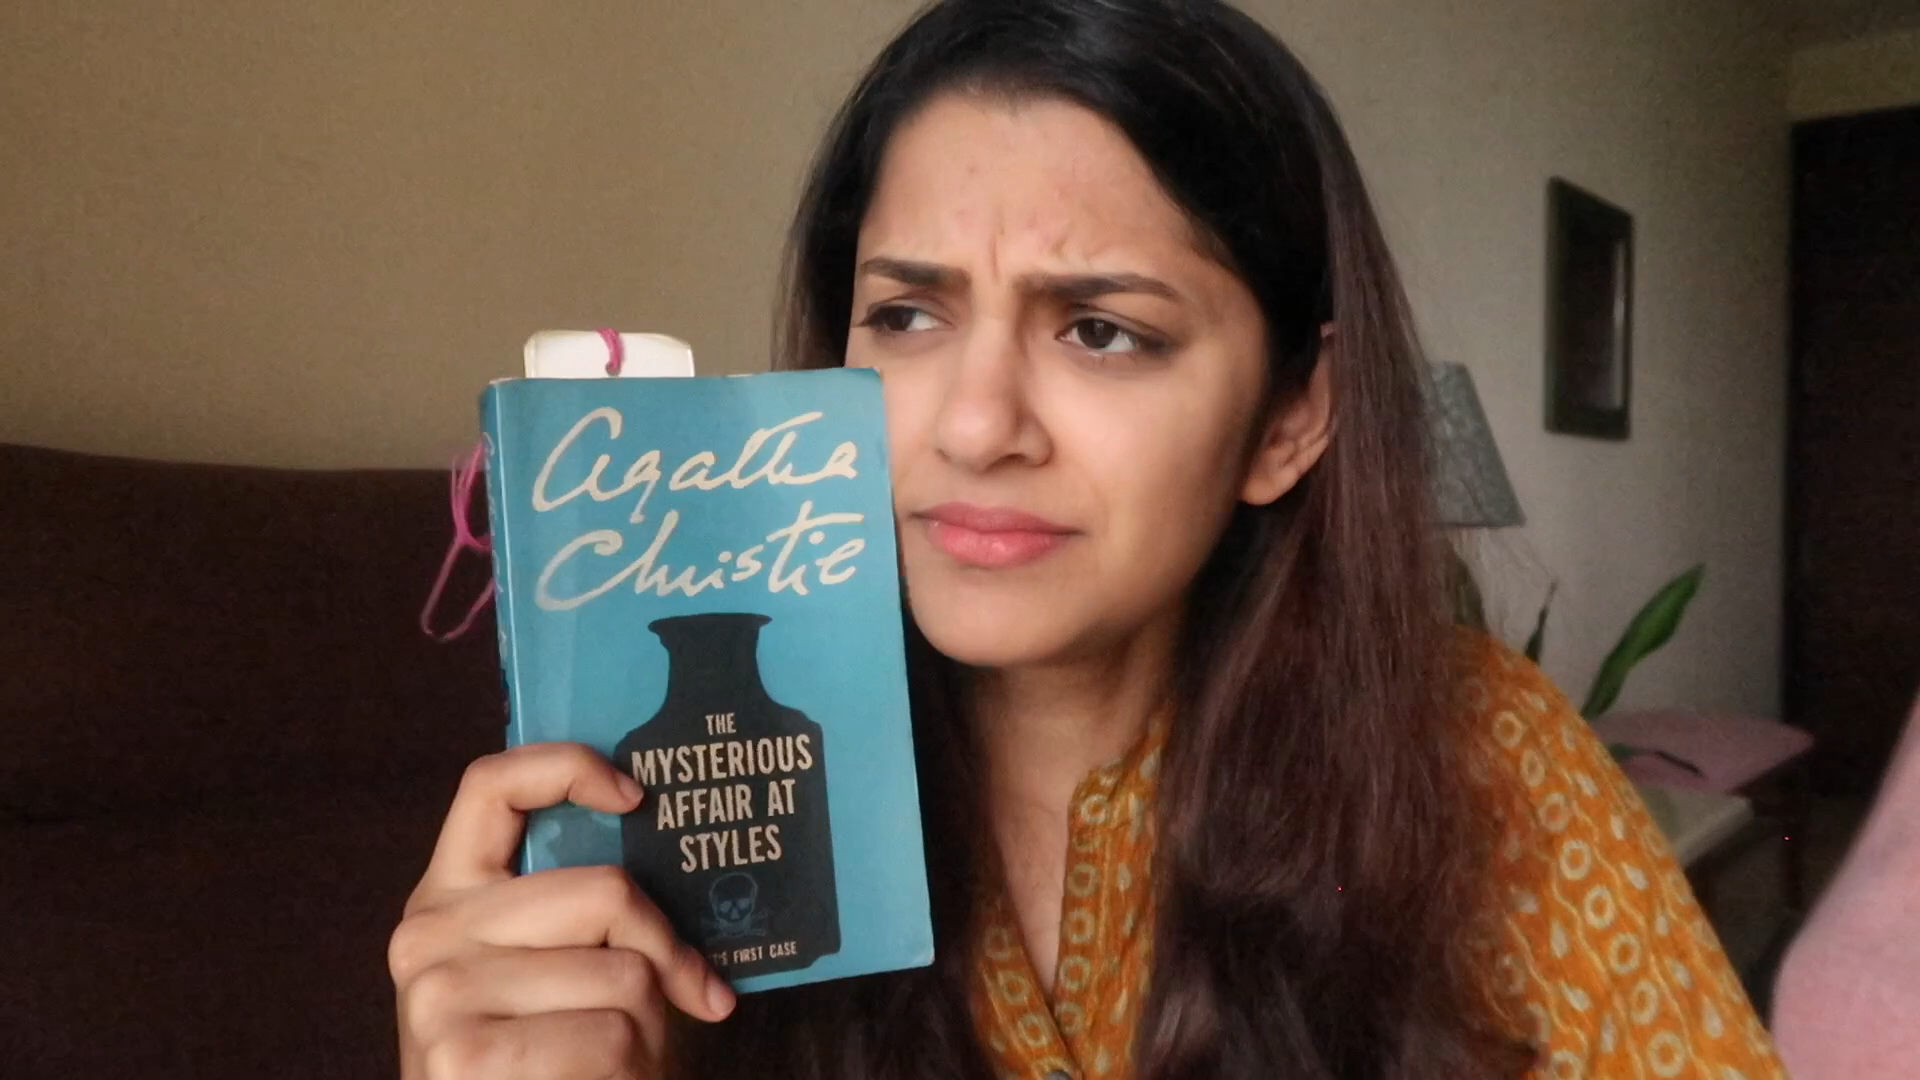 Agatha
Christie
THE
MYSTERIOUS
AFFAIR AT
STYLES
FIRST CASE